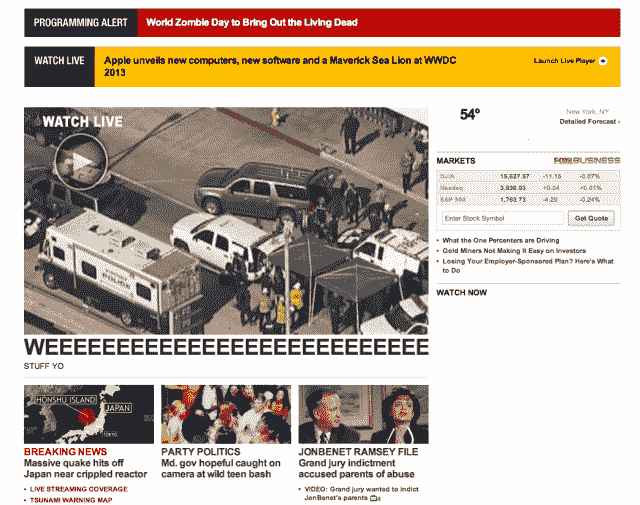 PROGRAMMING ALERT
World Zombie Day to Bring Out the Living Dead
WATCH LIVE
Apple unveils new computers, new software and a Maverick Sea Lion at WWDC
2013
Launch Live Player
WATCH LIVE
54°
New York, NY
Detailed Forecast ›
MARKETS
FOX BUSINESS
DJIA 15,627.97 -11.15 -0.07%
Nasdaq 3,936.93 +0.34 +0.01%
S&P 500 1,763.73 -4.20 -0.24%
Enter Stock Symbol
Get Quote
• What the One Percenters are Driving
• Gold Miners Not Making It Easy on Investors
• Losing Your Employer-Sponsored Plan? Here's What
to Do
WATCH NOW
WEEEEEEEEEEEEEEEEEEEEEEEEEE
STUFF YO
HONSHU ISLAND
JAPAN
TOKYO
BREAKING NEWS
Massive quake hits off
Japan near crippled reactor
• LIVE STREAMING COVERAGE
• TSUNAMI WARNING MAP
PARTY POLITICS
Md. gov hopeful caught on
camera at wild teen bash
JONBENET RAMSEY FILE
Grand jury indictment
accused parents of abuse
• VIDEO: Grand jury wanted to indict
JonBenet's parents